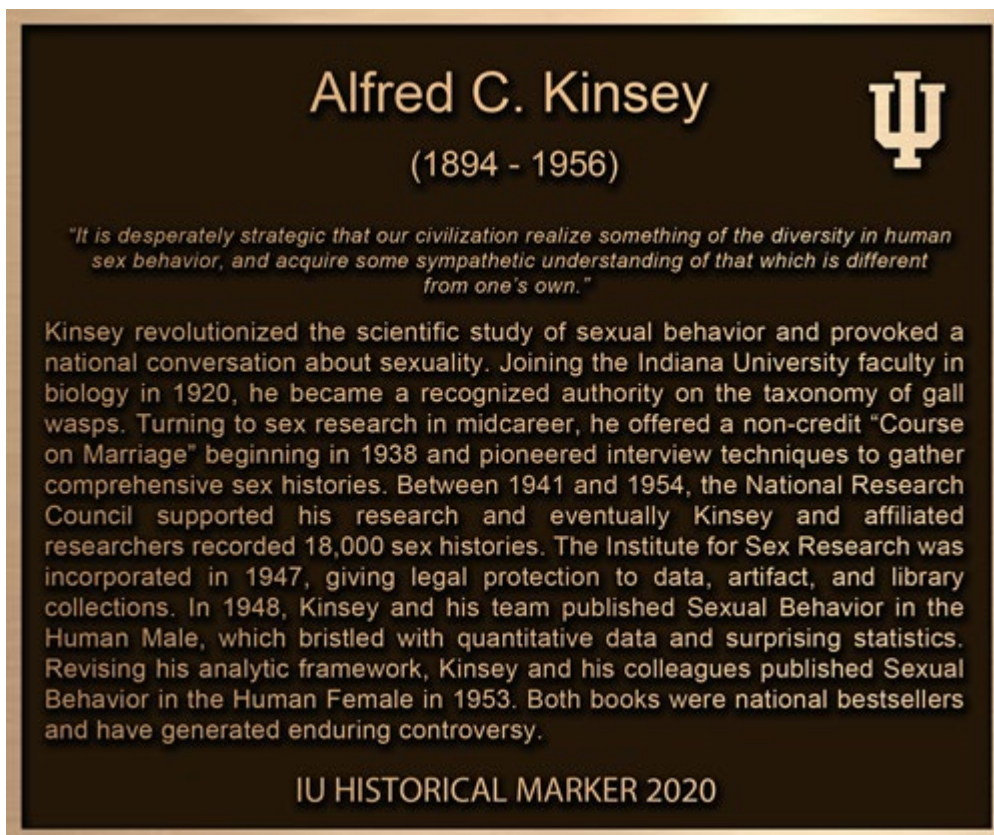 Alfred C. Kinsey
(1894 - 1956)
"It is desperately strategic that our civilization realize something of the diversity in human
sex behavior, and acquire some sympathetic understanding of that which is different
from one's own."
Kinsey revolutionized the scientific study of sexual behavior and provoked a
national conversation about sexuality. Joining the Indiana University faculty in
biology in 1920, he became a recognized authority on the taxonomy of gall
wasps. Turning to sex research in midcareer, he offered a non-credit “Course
on Marriage” beginning in 1938 and pioneered interview techniques to gather
comprehensive sex histories. Between 1941 and 1954, the National Research
Council supported his research and eventually Kinsey and affiliated
researchers recorded 18,000 sex histories. The Institute for Sex Research was
incorporated in 1947, giving legal protection to data, artifact, and library
collections. In 1948, Kinsey and his team published Sexual Behavior in the
Human Male, which bristled with quantitative data and surprising statistics.
Revising his analytic framework, Kinsey and his colleagues published Sexual
Behavior in the Human Female in 1953. Both books were national bestsellers
and have generated enduring controversy.
IU HISTORICAL MARKER 2020